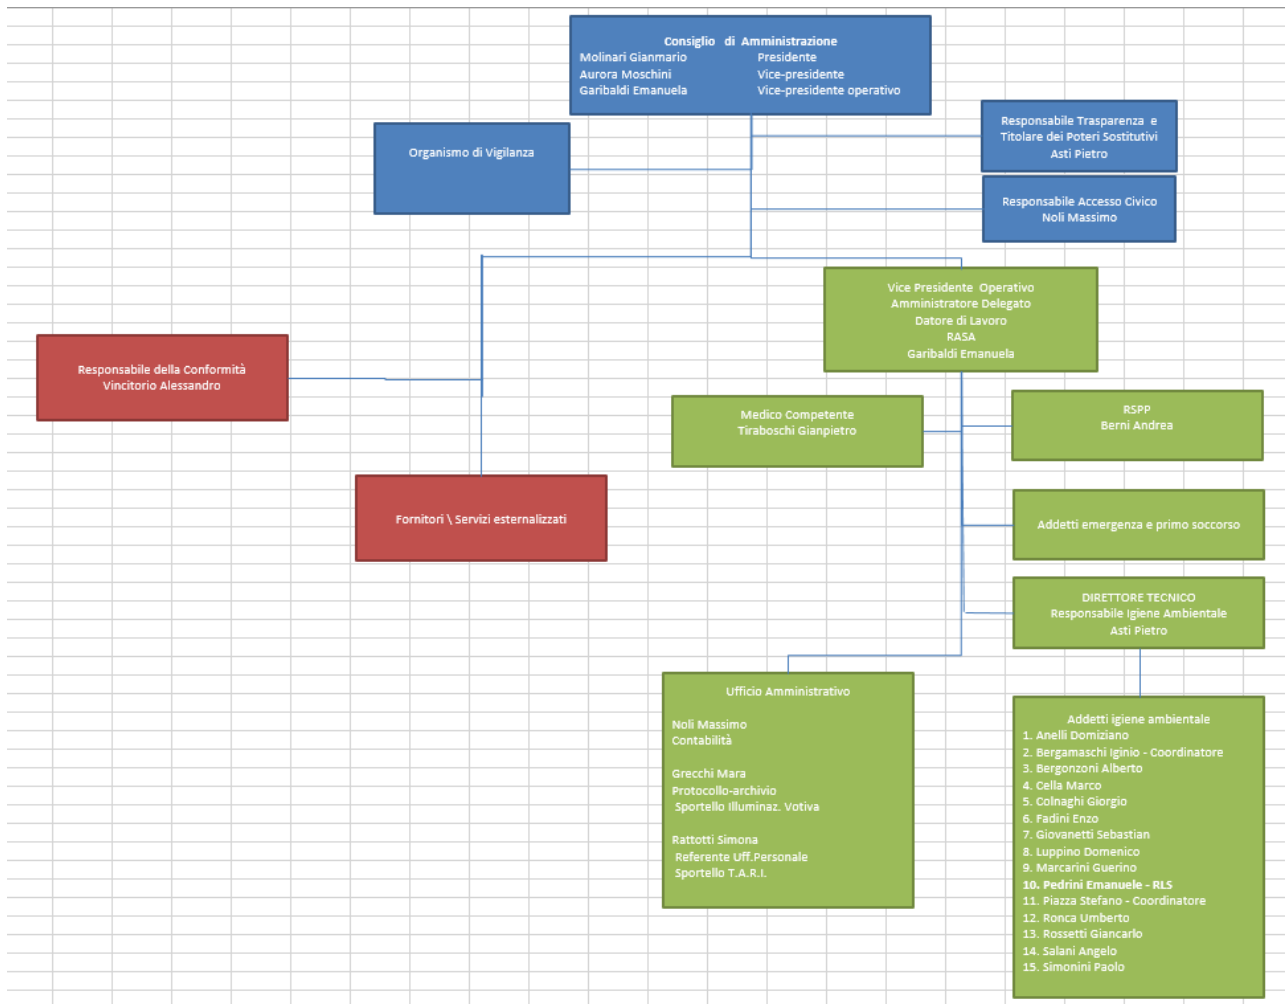 Consiglio di Amministrazione
Molinari Gianmario Presidente
Aurora Moschini Vice-presidente
Garibaldi Emanuela Vice-presidente operativo
Organismo di Vigilanza
Responsabile Trasparenza e
Titolare dei Poteri Sostitutivi
Asti Pietro
Responsabile Accesso Civico
Noli Massimo
Vice Presidente Operativo
Amministratore Delegato
Datore di Lavoro
RASA
Garibaldi Emanuela
Responsabile della Conformità
Vincitorio Alessandro
Medico Competente
Tiraboschi Gianpietro
RSPP
Berni Andrea
Fornitori \ Servizi esternalizzati
Addetti emergenza e primo soccorso
DIRETTORE TECNICO
Responsabile Igiene Ambientale
Asti Pietro
Ufficio Amministrativo
Noli Massimo
Contabilità
Grecchi Mara
Protocollo-archivio
Sportello Illuminaz. Votiva
Rattotti Simona
Referente Uff.Personale
Sportello T.A.R.I.
Addetti igiene ambientale
1. Anelli Domiziano
2. Bergamaschi Iginio - Coordinatore
3. Bergonzoni Alberto
4. Cella Marco
5. Colnaghi Giorgio
6. Fadini Enzo
7. Giovanetti Sebastian
8. Luppino Domenico
9. Marcarini Guerino
10. Pedrini Emanuele - RLS
11. Piazza Stefano - Coordinatore
12. Ronca Umberto
13. Rossetti Giancarlo
14. Salani Angelo
15. Simonini Paolo